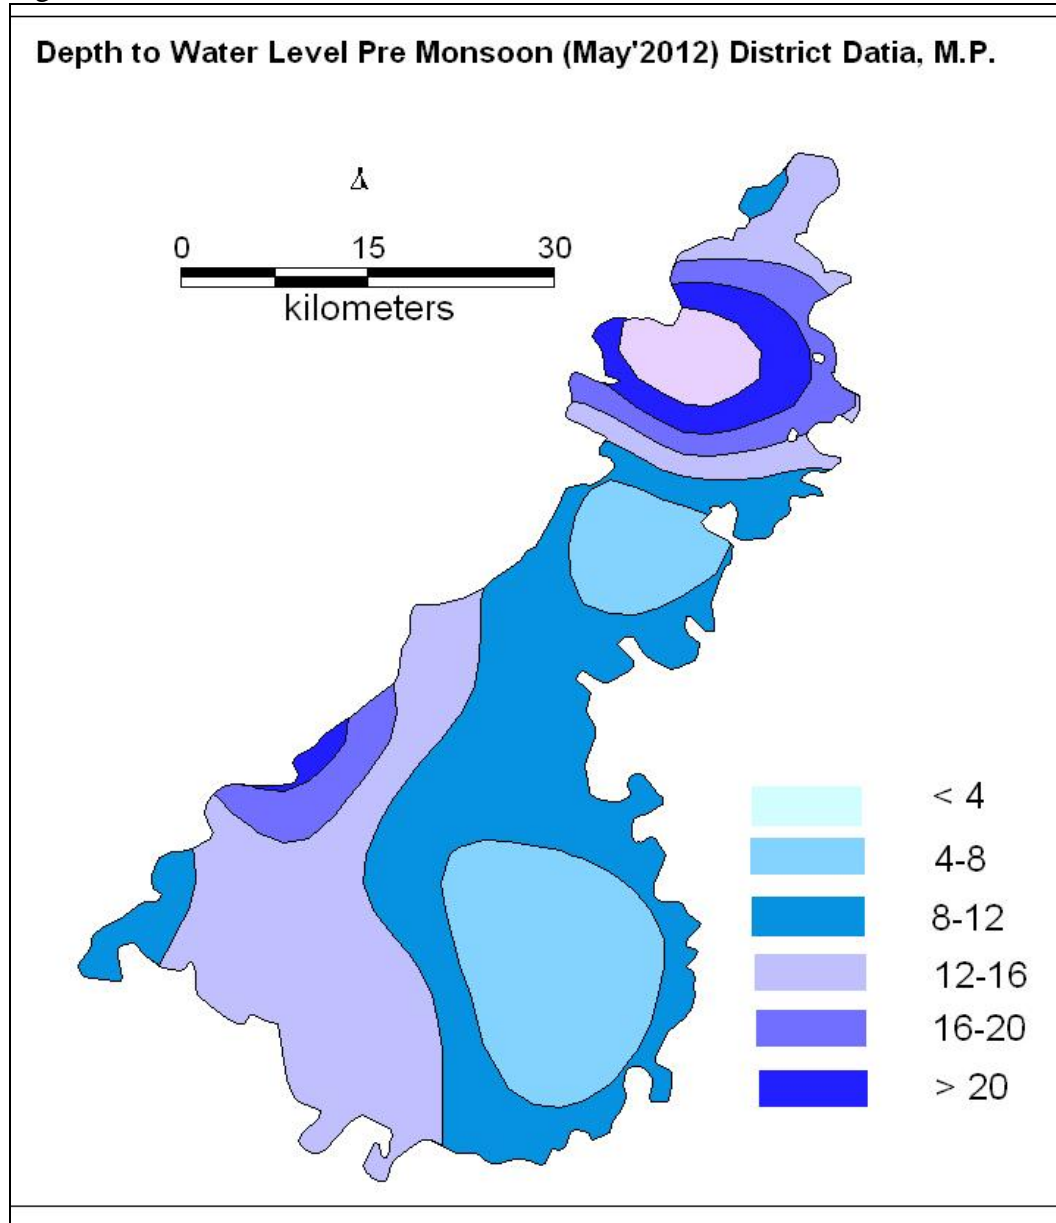 Depth to Water Level Pre Monsoon (May'2012) District Datia, M.P.
0 15 30
kilometers
< 4
4-8
8-12
12-16
16-20
> 20